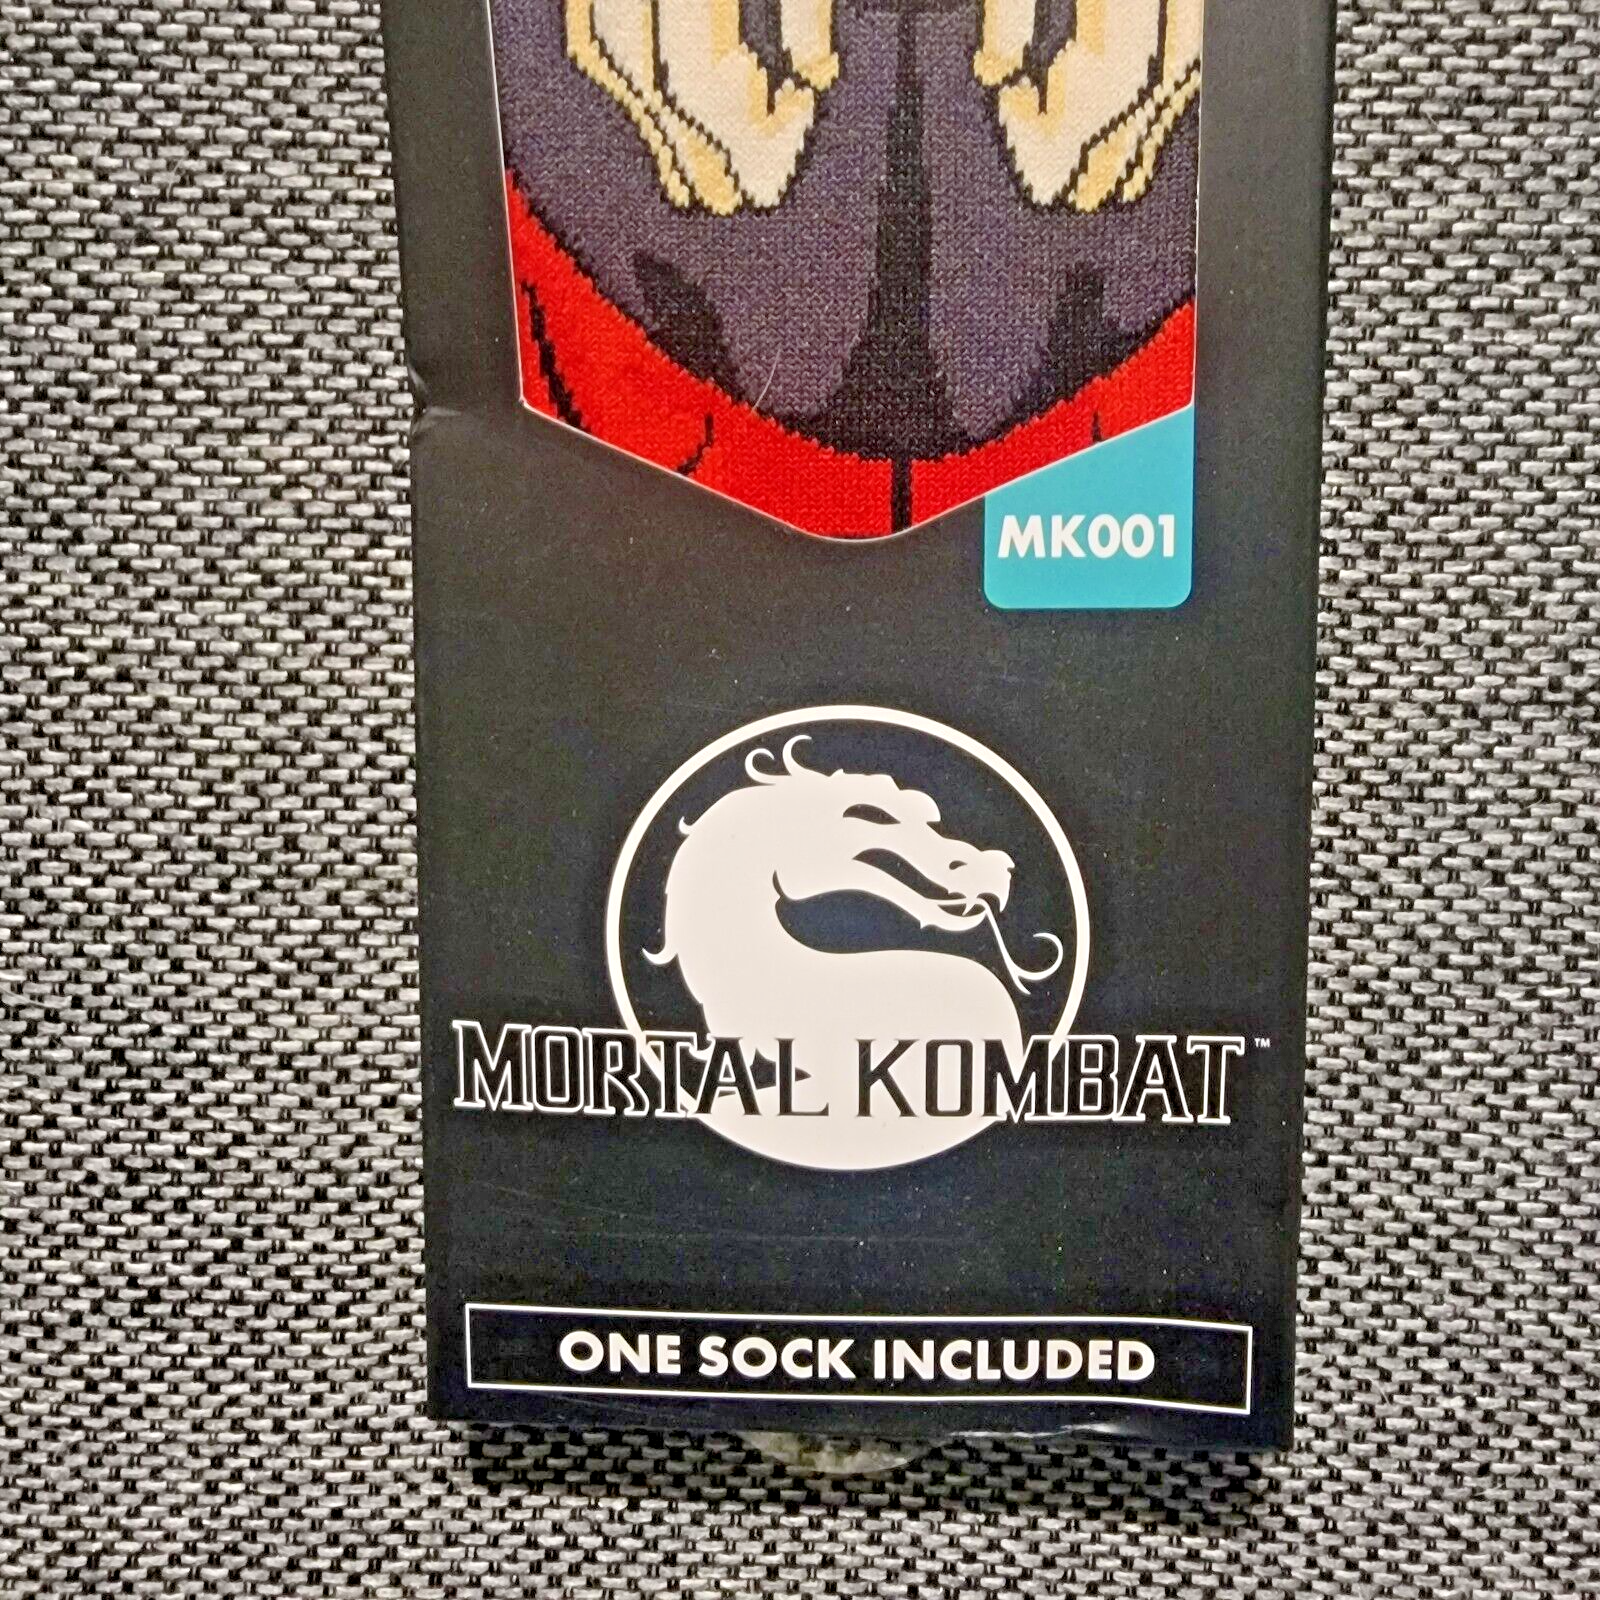 MK001
MORTAL KOMBAT™
ONE SOCK INCLUDED